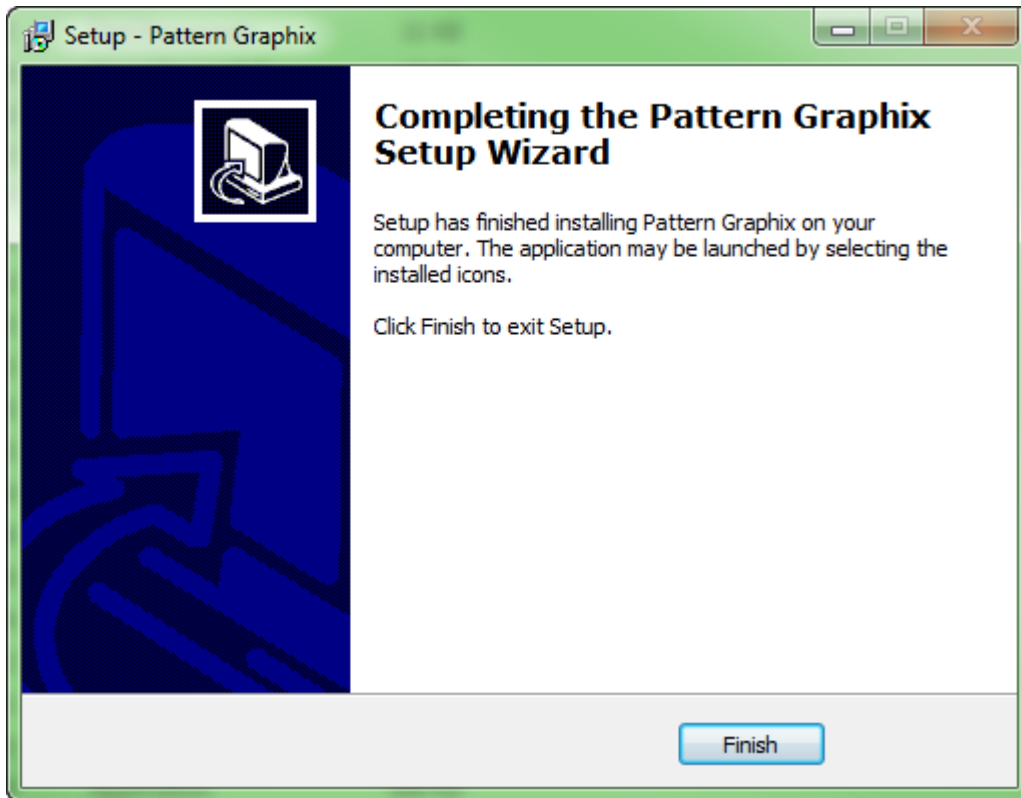 Setup - Pattern Graphix
Completing the Pattern Graphix
Setup Wizard
Setup has finished installing Pattern Graphix on your
computer. The application may be launched by selecting the
installed icons.
Click Finish to exit Setup.
Finish